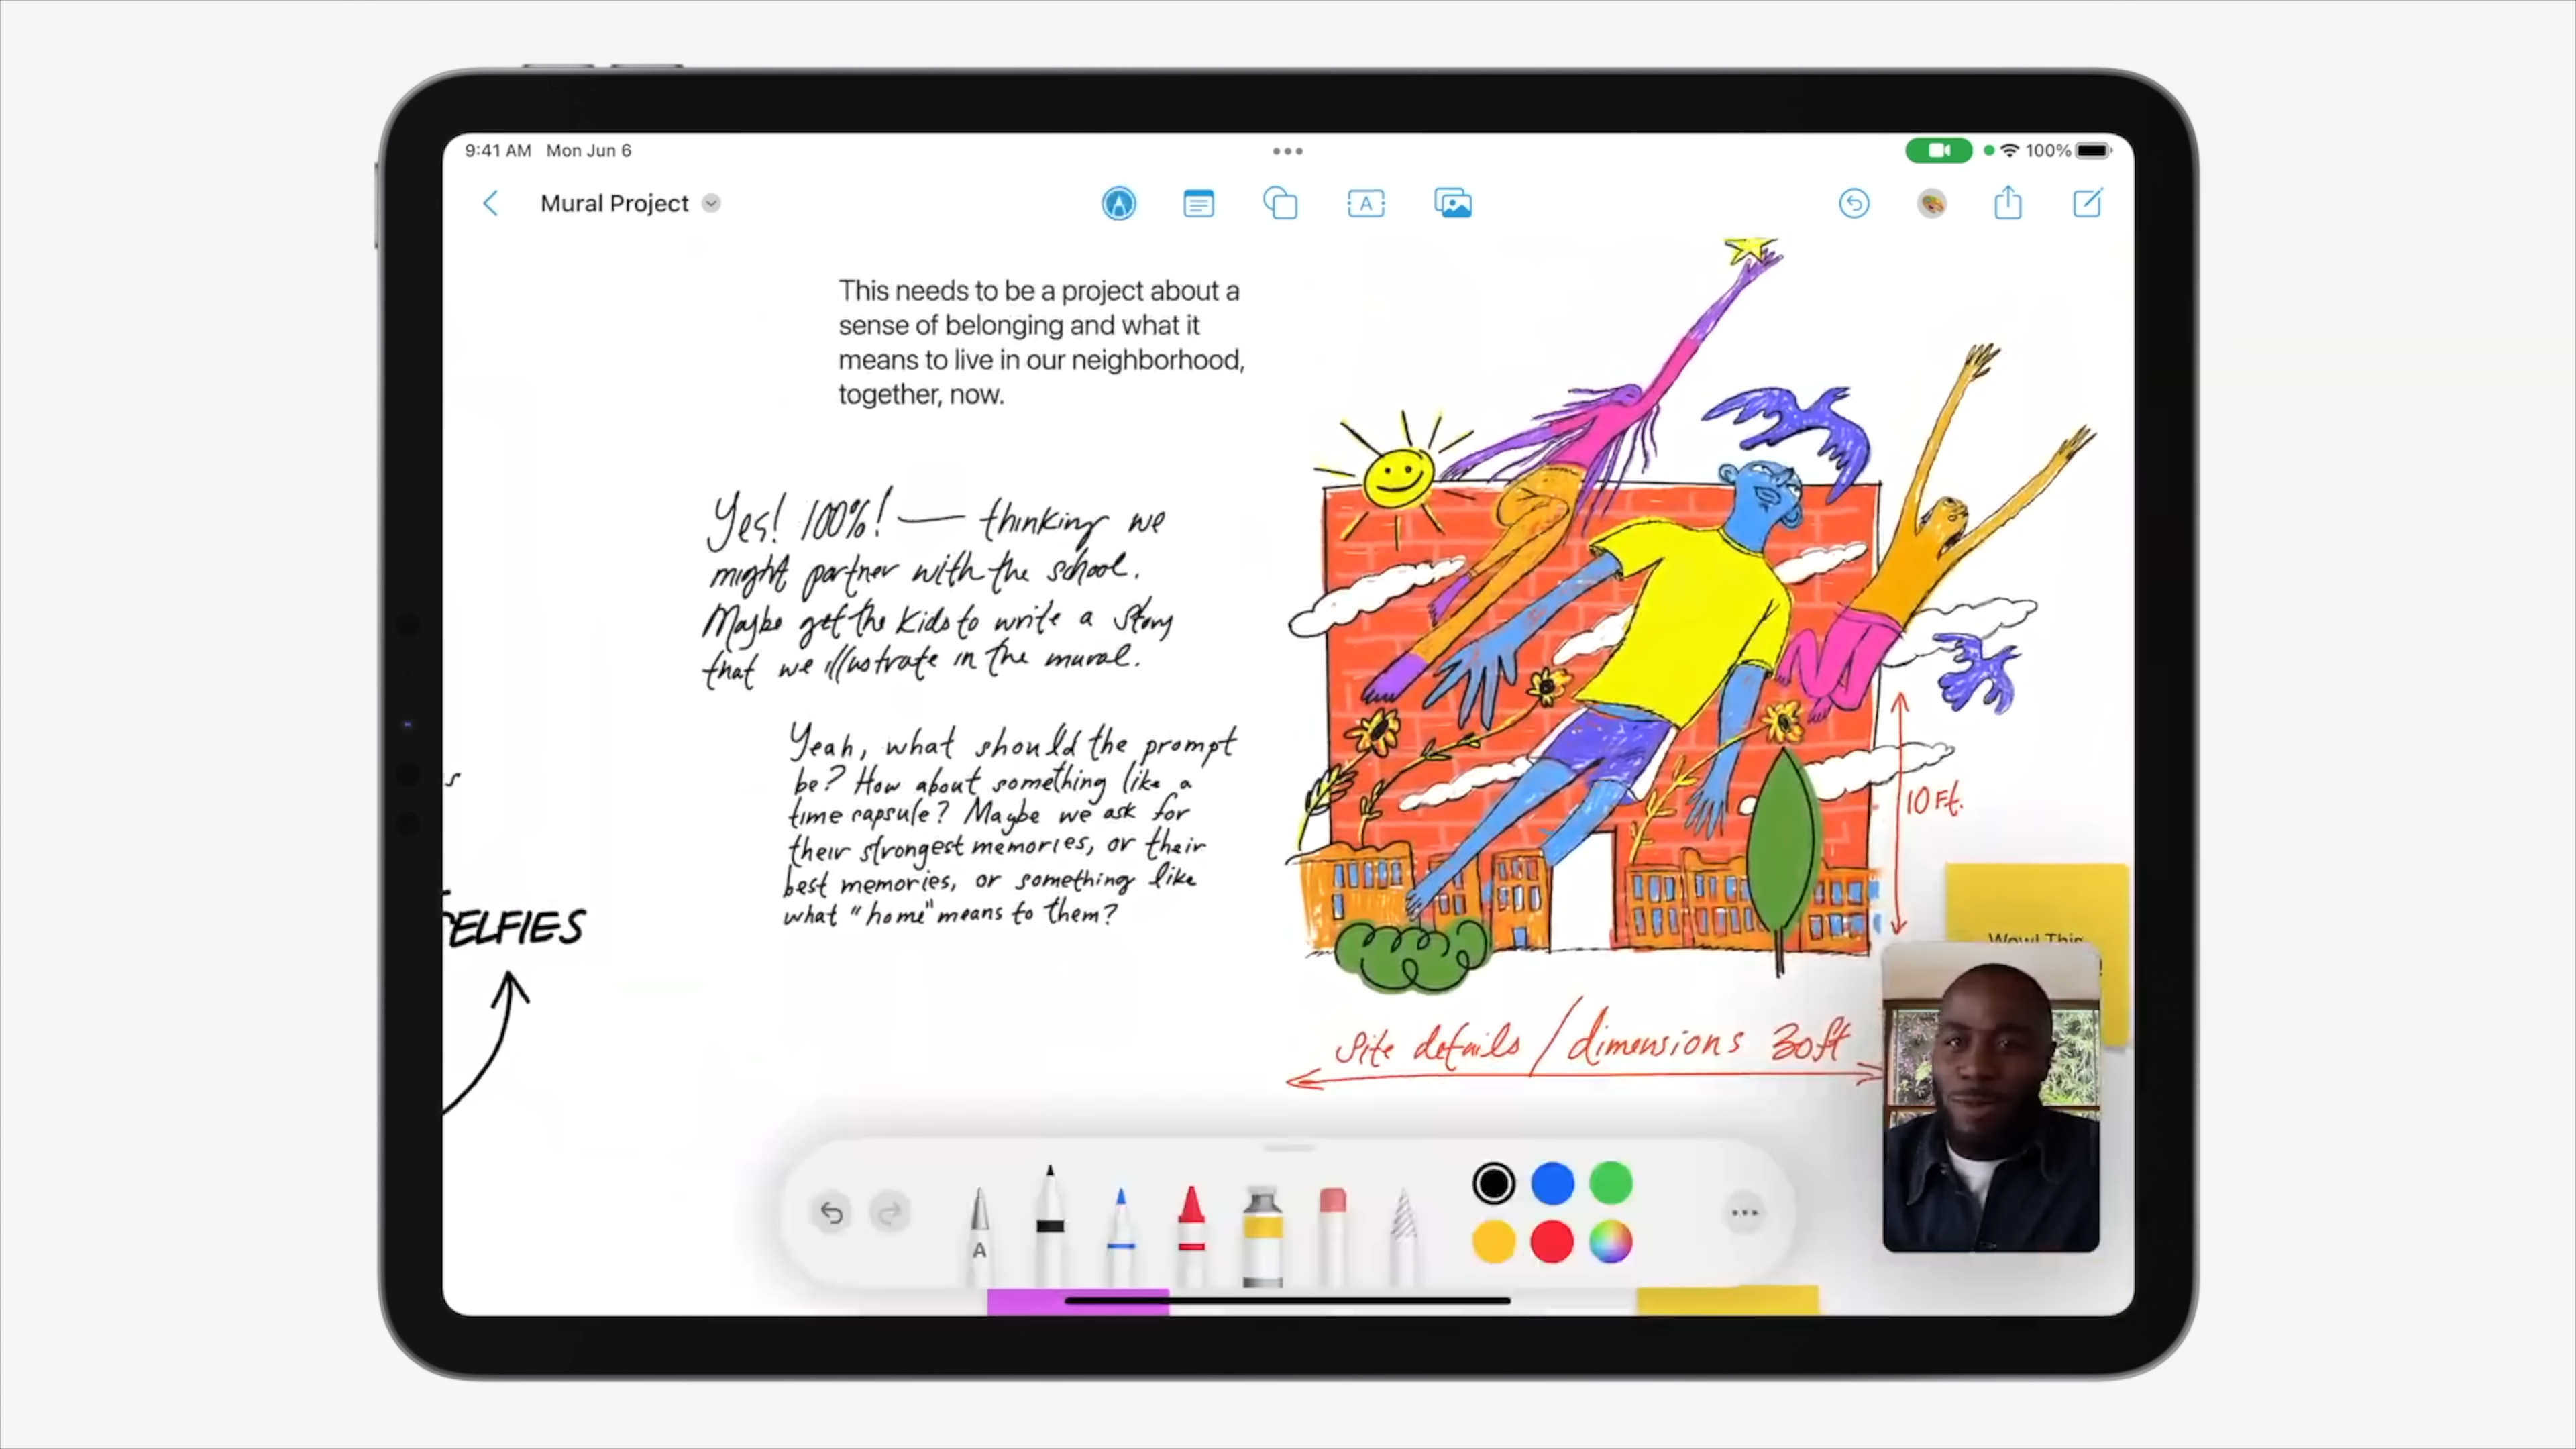 9:41 AM Mon Jun 6
100%
Mural Project
A
This needs to be a project about a
sense of belonging and what it
means to live in our neighborhood,
together, now.
Yes! 100%! — thinking we
might partner with the school.
Maybe get the kids to write a story
that we illustrate in the mural.
Yeah, what should the prompt
be? How about something like a
time capsule? Maybe we ask for
their strongest memories, or their
best memories, or something like
what "home" means to them?
ELFIES
10 Ft.
Wow! This
Site details / dimensions 30ft
A